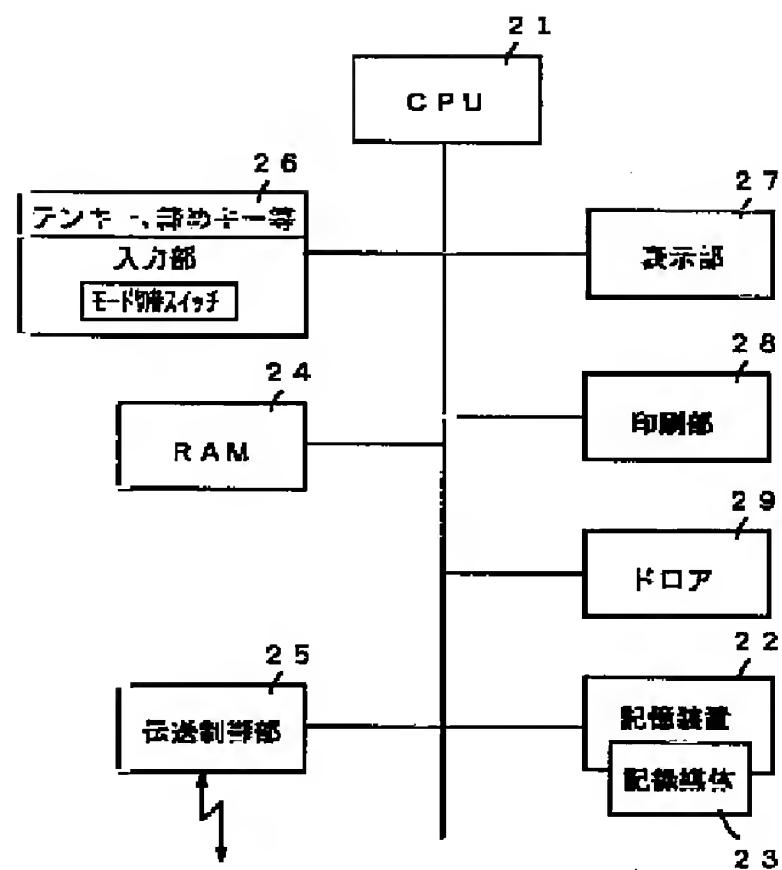 21
CPU
26
テンキー、締めキー等
入力部
モード切替スイッチ
27
表示部
24
RAM
28
印刷部
29
ドロア
25
伝送制御部
22
記憶装置
記録媒体
23